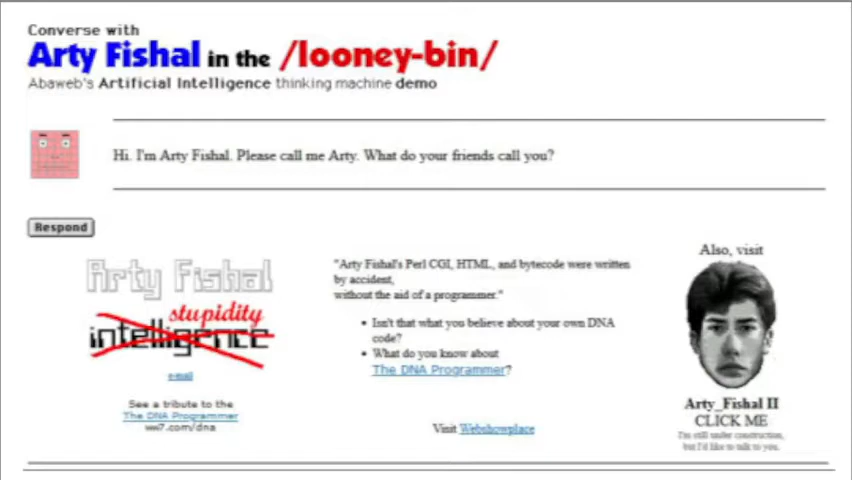 Converse with
Arty Fishal in the /looney-bin/
Abaweb's Artificial Intelligence thinking machine demo
Hi. I'm Arty Fishal. Please call me Arty. What do your friends call you?
Respond
Arty Fishal
stupidity
intelligence
e-mail
See a tribute to the
The DNA Programmer
ww7.com/dna
"Arty Fishal's Perl CGI, HTML, and bytecode were written
by accident,
without the aid of a programmer."
• Isn't that what you believe about your own DNA
code?
• What do you know about
The DNA Programmer?
Visit Webshowplace
Also, visit
Arty_Fishal II
CLICK ME
I'm still under construction,
but I'd like to talk to you.